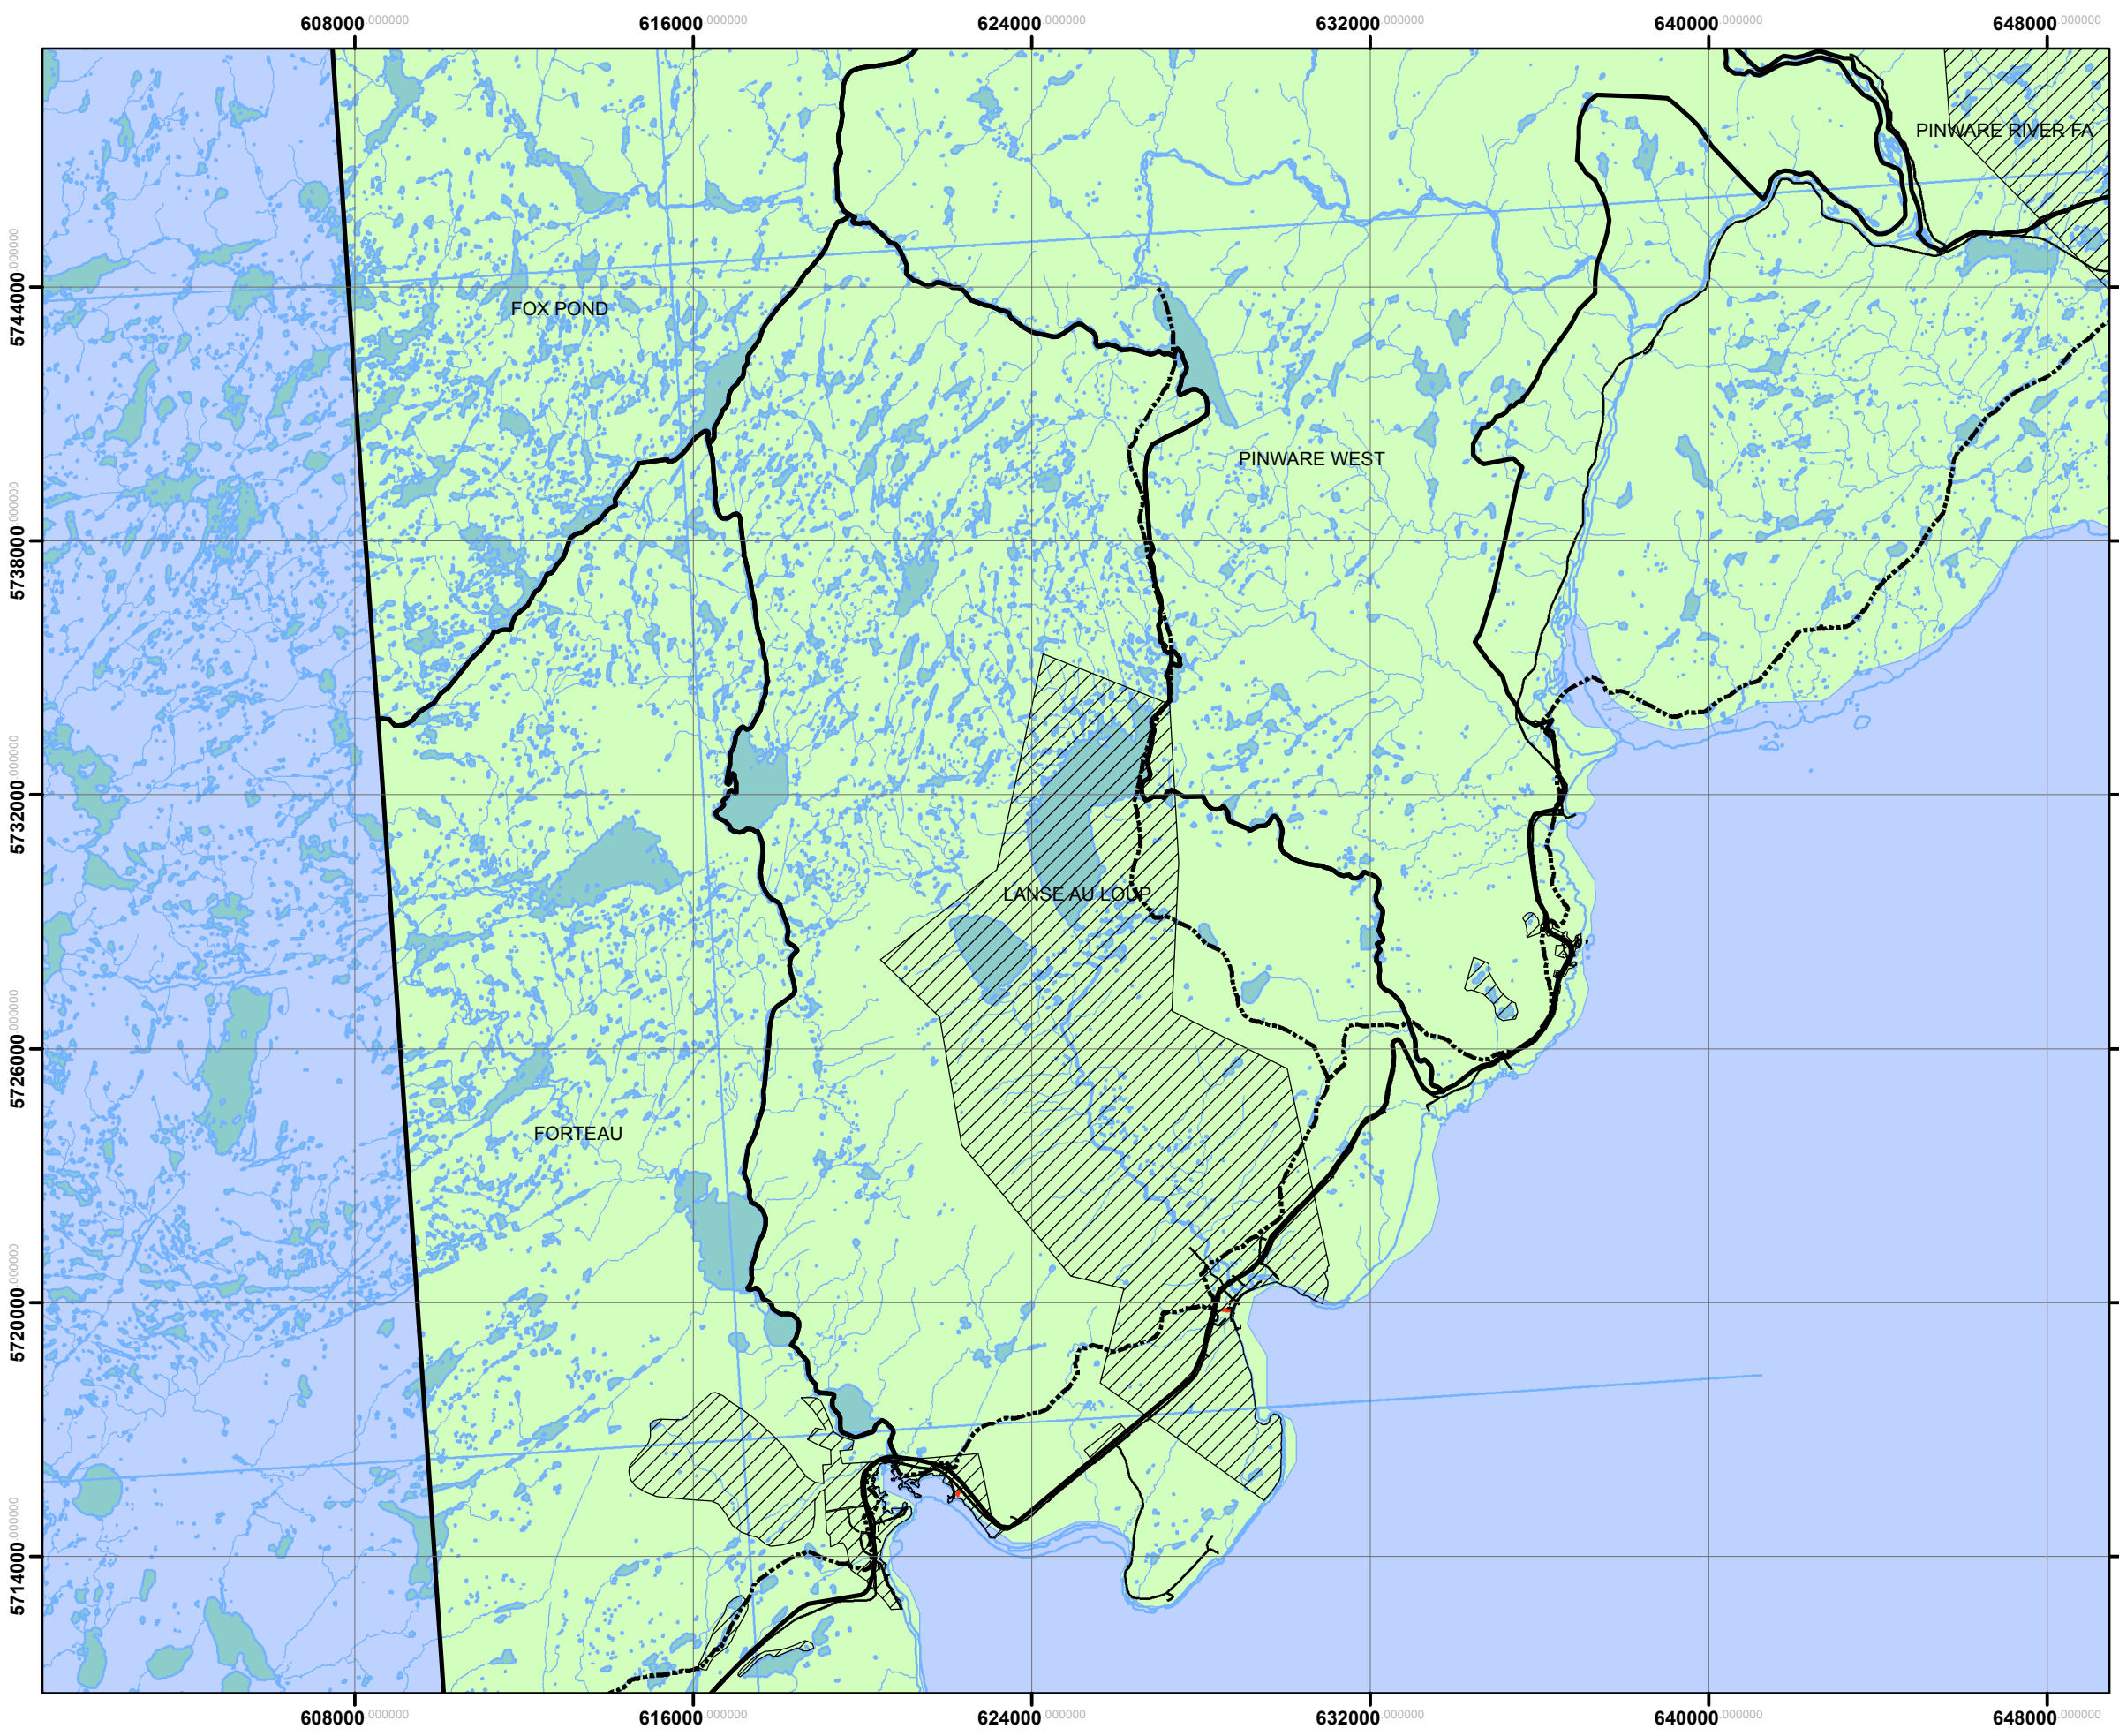 608000.000000 616000.000000 624000.000000 632000.000000 640000.000000 648000.000000
PINWARE RIVER FA
5744000.000000
FOX POND
PINWARE WEST
5738000.000000
5732000.000000
LANSE AU LOUP
5726000.000000
FORTEAU
5720000.000000
5714000.000000
608000.000000 616000.000000 624000.000000 632000.000000 640000.000000 648000.000000